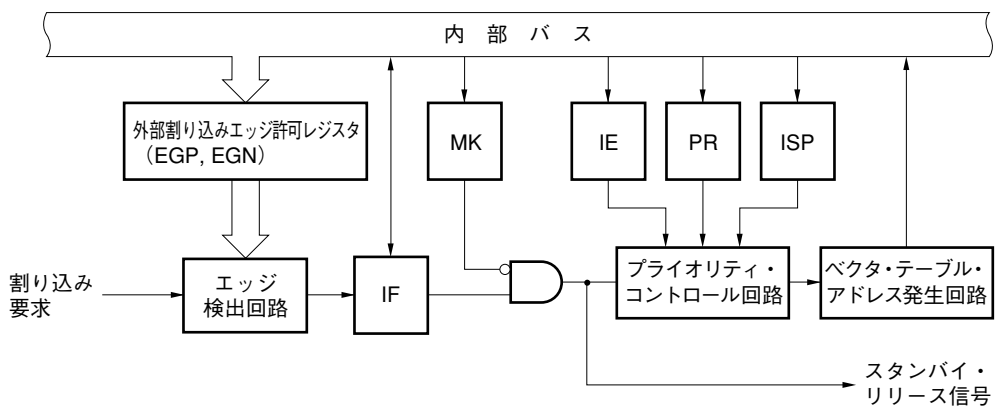 内 部 バ ス
外部割り込みエッジ許可レジスタ
（EGP, EGN）
MK
IE
PR
ISP
割り込み
要求
エッジ
検出回路
IF
プライオリティ・
コントロール回路
ベクタ・テーブル・
アドレス発生回路
スタンバイ・
リリース信号